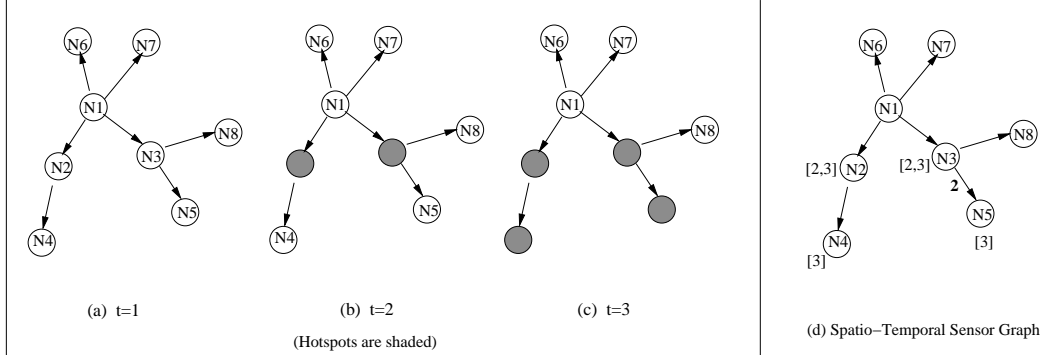 N6 N7
N1
N2 N3 N8
N4 N5
(a) t=1
N6 N7
N1
N8
N4 N5
(b) t=2
(Hotspots are shaded)
N6 N7
N1
N8
(c) t=3
N6 N7
N1
N8
[2,3] N2 [2,3] N3
2
N5
N4 [3]
[3]
(d) Spatio−Temporal Sensor Graph